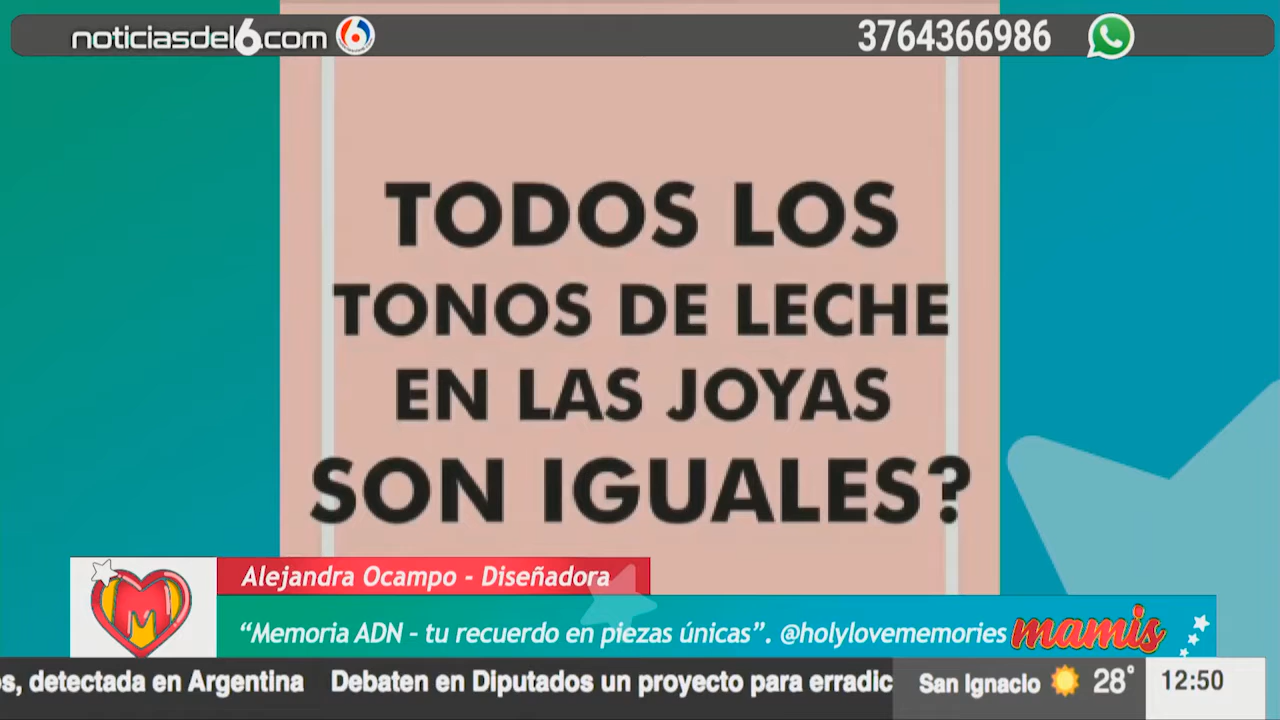 noticiasdel6.com
3764366986
TODOS LOS
TONOS DE LECHE
EN LAS JOYAS
SON IGUALES?
Alejandra Ocampo - Diseñadora
“Memoria ADN - tu recuerdo en piezas únicas”. @holylovememories
mamis
detectada en Argentina Debaten en Diputados un proyecto para
San Ignacio 28° 12:50